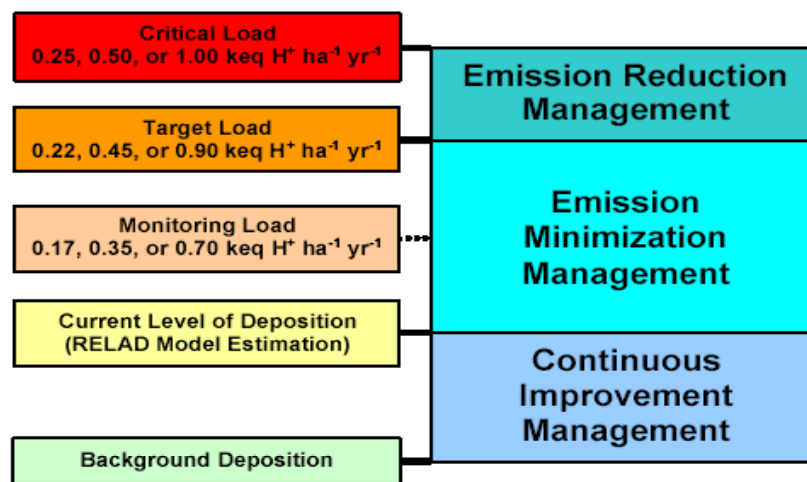 Critical Load
0.25, 0.50, or 1.00 keq H⁺ ha⁻¹ yr⁻¹
Emission Reduction
Management
Target Load
0.22, 0.45, or 0.90 keq H⁺ ha⁻¹ yr⁻¹
Emission
Minimization
Management
Monitoring Load
0.17, 0.35, or 0.70 keq H⁺ ha⁻¹ yr⁻¹
Current Level of Deposition
(RELAD Model Estimation)
Continuous
Improvement
Management
Background Deposition